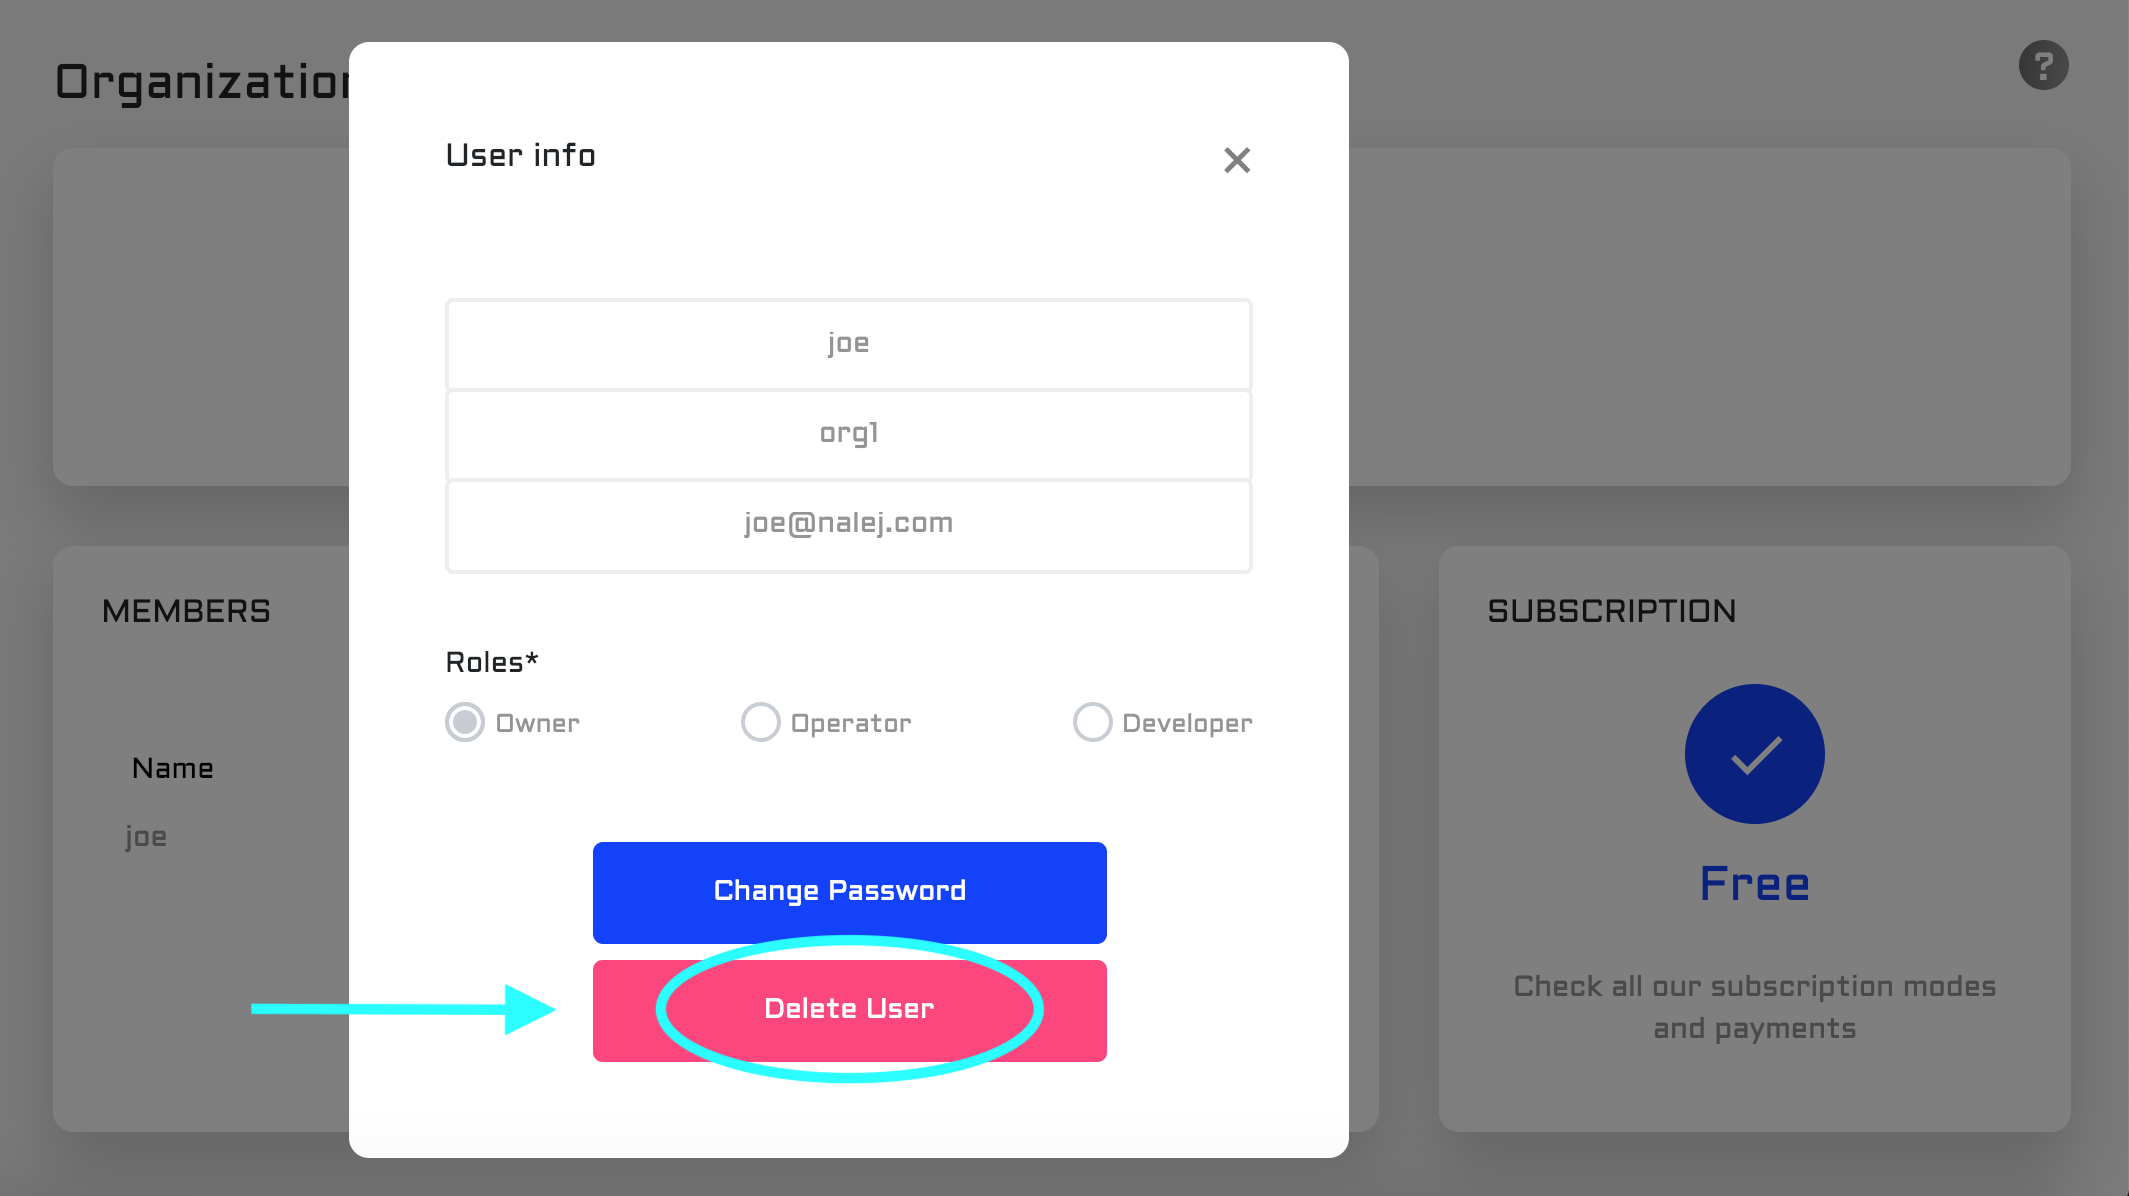 Organization
?
User info
joe
org1
joe@nalej.com
Roles*
Owner Operator Developer
Change Password
Delete User
MEMBERS
Name
joe
SUBSCRIPTION
Free
Check all our subscription modes
and payments